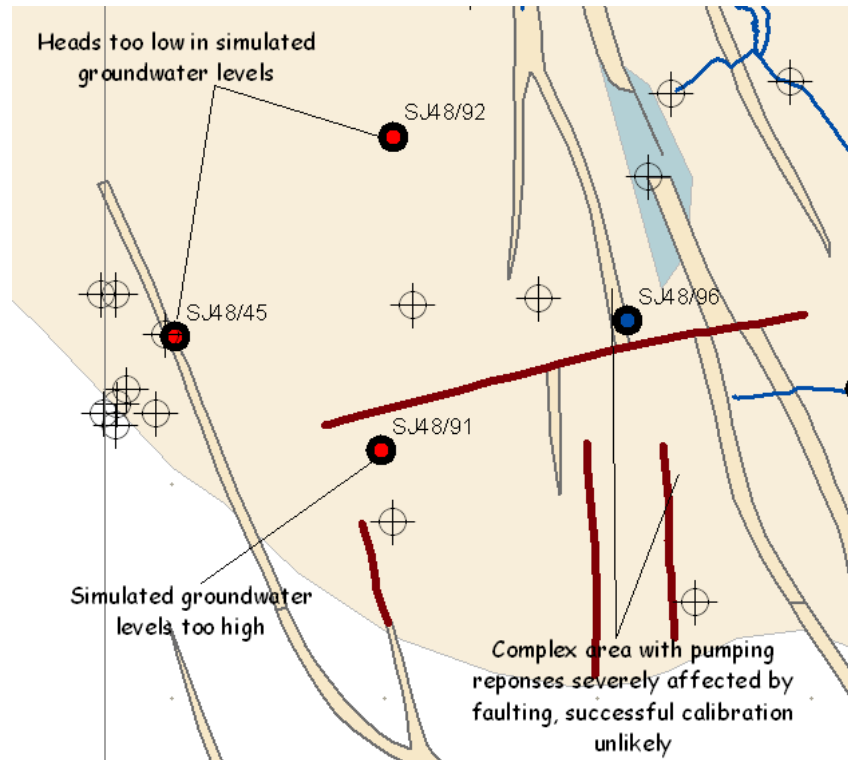 Heads too low in simulated
groundwater levels
SJ48/92
SJ48/96
SJ48/45
SJ48/91
Simulated groundwater
levels too high
Complex area with pumping
reponses severely affected by
faulting, successful calibration
unlikely